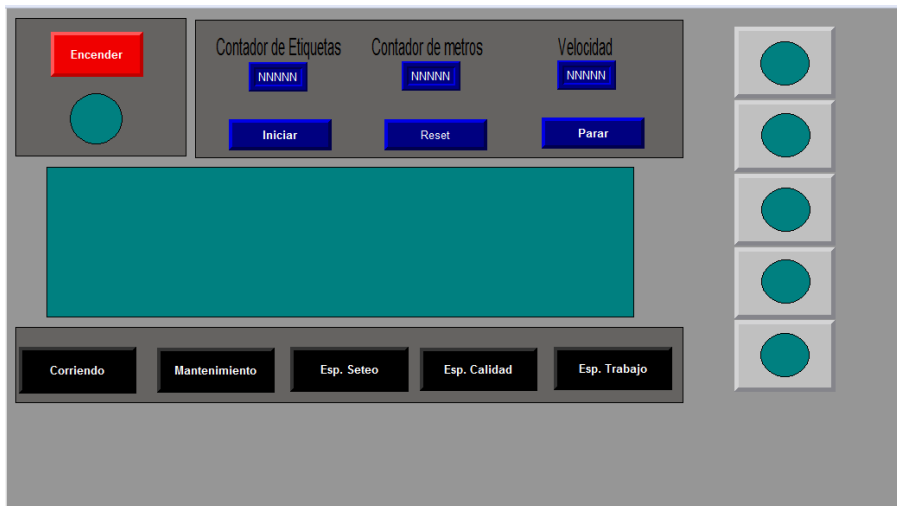 Encender
Contador de Etiquetas Contador de metros Velocidad
NNNNN NNNNN NNNNN
Iniciar Reset Parar
Corriendo Mantenimiento Esp. Seteo Esp. Calidad Esp. Trabajo